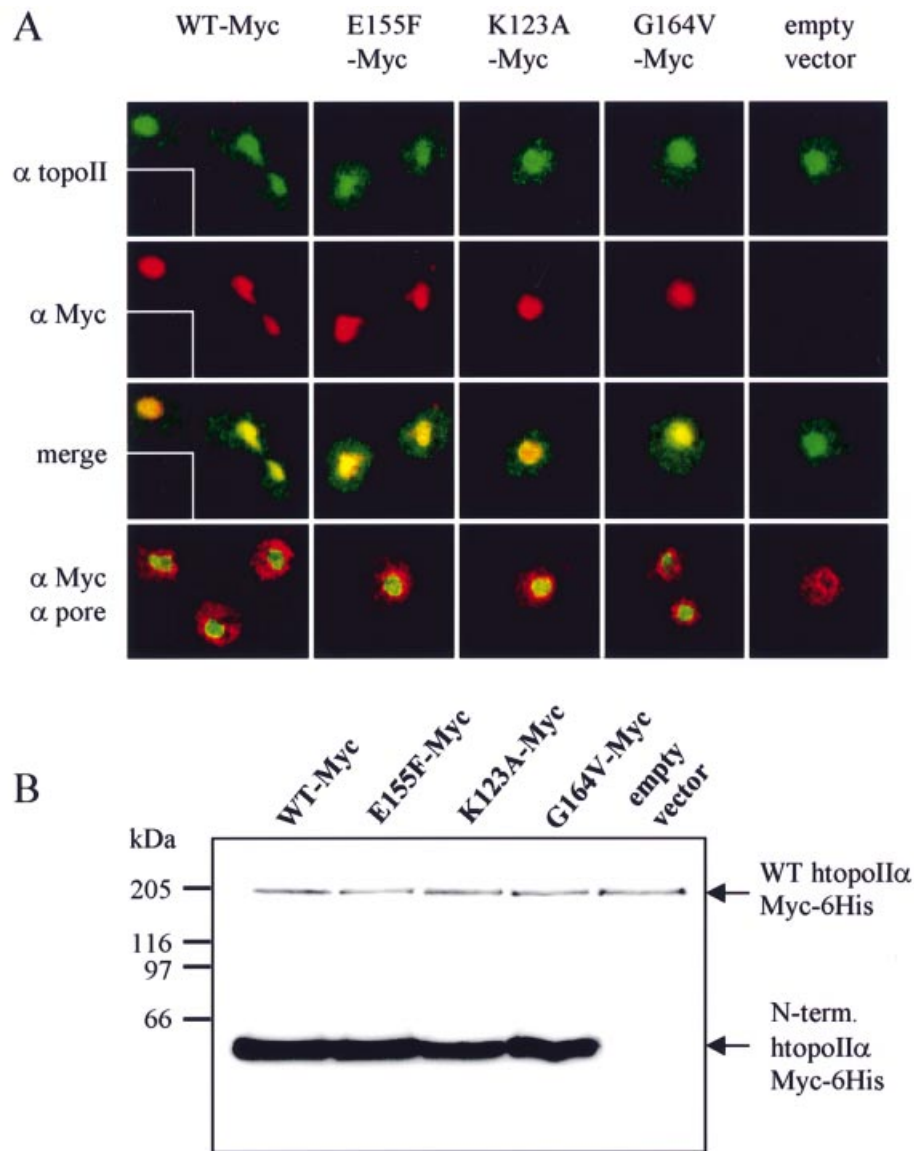 A
WT-Myc
E155F
-Myc
K123A
-Myc
G164V
-Myc
empty
vector
α topoII
α Myc
merge
α Myc
α pore
B
WT-Myc
E155F-Myc
K123A-Myc
G164V-Myc
empty
vector
kDa
205
116
97
66
WT htopoIIα
Myc-6His
N-term.
htopoIIα
Myc-6His